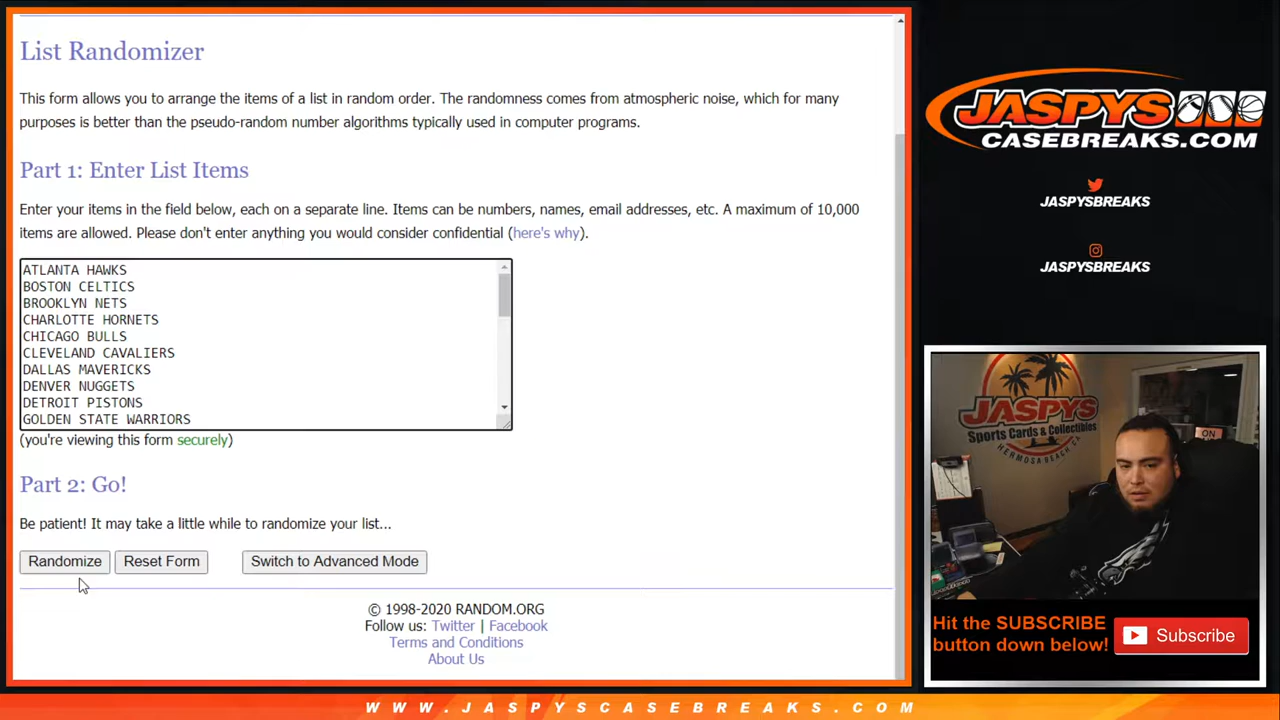 List Randomizer
This form allows you to arrange the items of a list in random order. The randomness comes from atmospheric noise, which for many
purposes is better than the pseudo-random number algorithms typically used in computer programs.
Part 1: Enter List Items
Enter your items in the field below, each on a separate line. Items can be numbers, names, email addresses, etc. A maximum of 10,000
items are allowed. Please don't enter anything you would consider confidential (here's why).
ATLANTA HAWKS
BOSTON CELTICS
BROOKLYN NETS
CHARLOTTE HORNETS
CHICAGO BULLS
CLEVELAND CAVALIERS
DALLAS MAVERICKS
DENVER NUGGETS
DETROIT PISTONS
GOLDEN STATE WARRIORS
(you're viewing this form securely)
Part 2: Go!
Be patient! It may take a little while to randomize your list...
Randomize Reset Form Switch to Advanced Mode
© 1998-2020 RANDOM.ORG
Follow us: Twitter | Facebook
Terms and Conditions
About Us
JASPYS
CASEBREAKS.COM
JASPYSBREAKS
JASPYSBREAKS
JASPYS
Sports Cards & Collectibles
HERMOSA BEACH, CA
ON
Hit the SUBSCRIBE
button down below!
Subscribe
WWW.JASPYSCASEBREAKS.COM